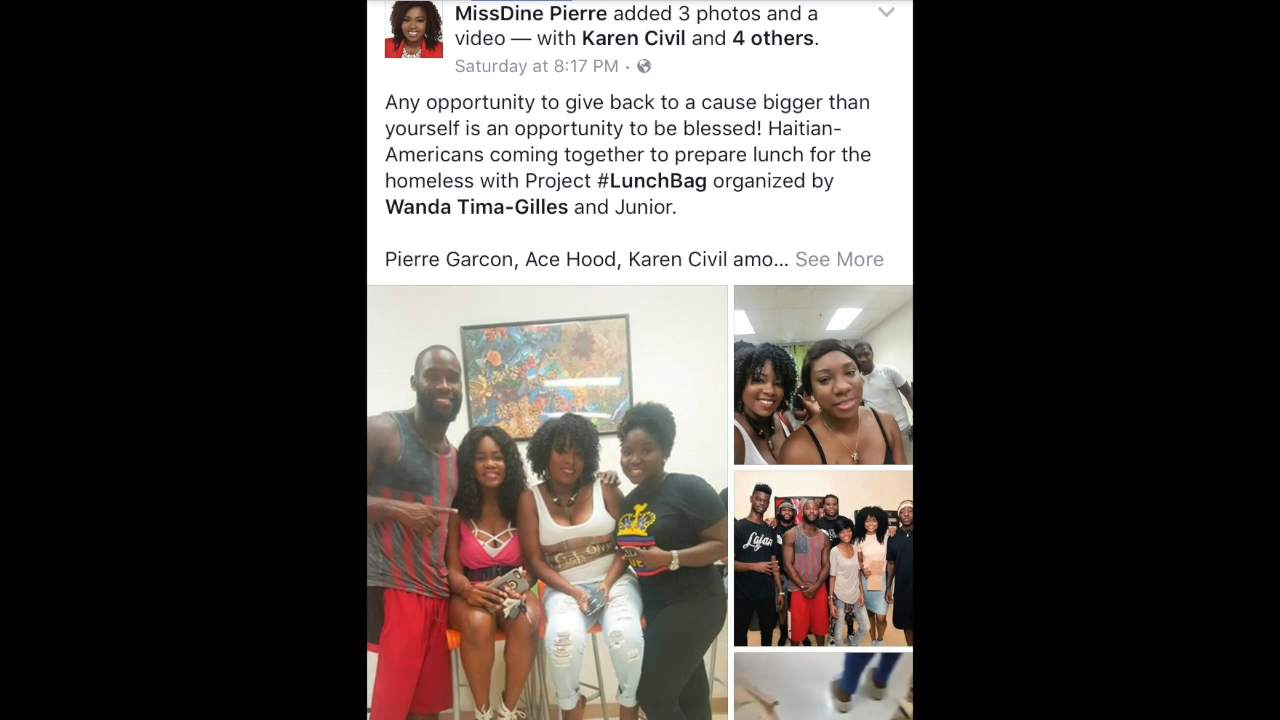 MissDine Pierre added 3 photos and a
video — with Karen Civil and 4 others.
Saturday at 8:17 PM ·
Any opportunity to give back to a cause bigger than
yourself is an opportunity to be blessed! Haitian-
Americans coming together to prepare lunch for the
homeless with Project #LunchBag organized by
Wanda Tima-Gilles and Junior.
Pierre Garcon, Ace Hood, Karen Civil amo... See More